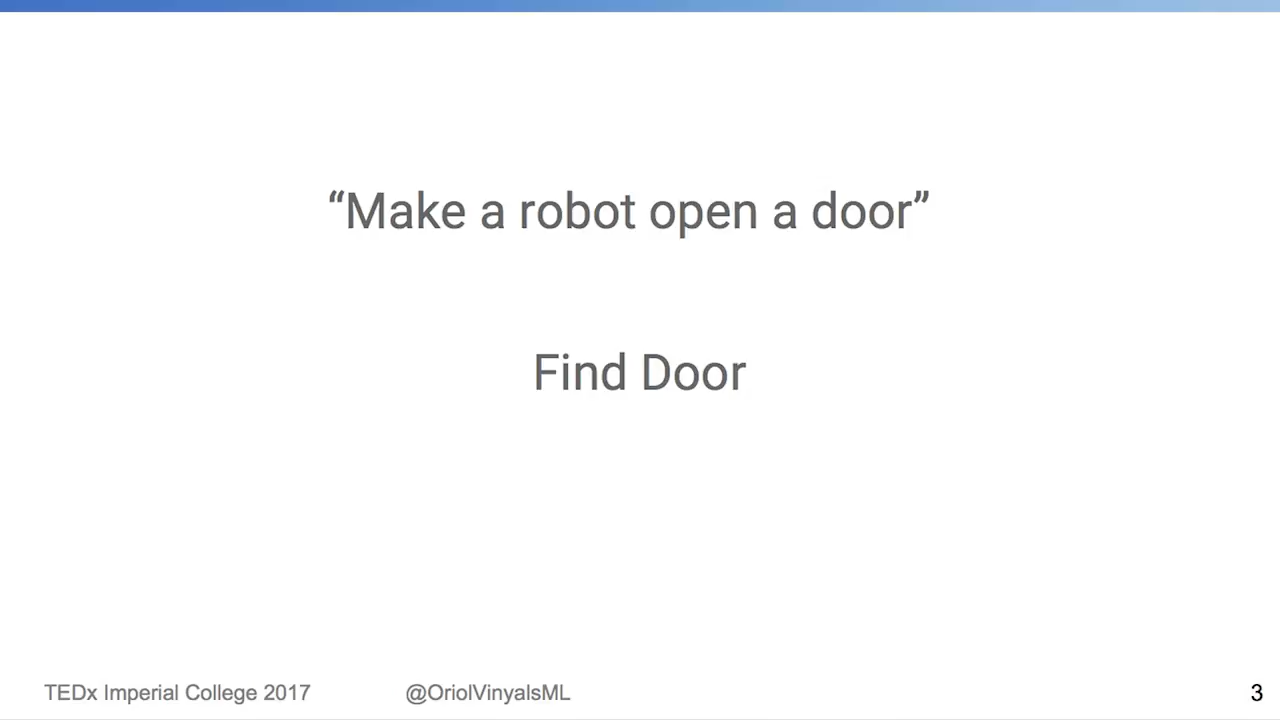 “Make a robot open a door”
Find Door
TEDx Imperial College 2017 @OriolVinyalsML 3